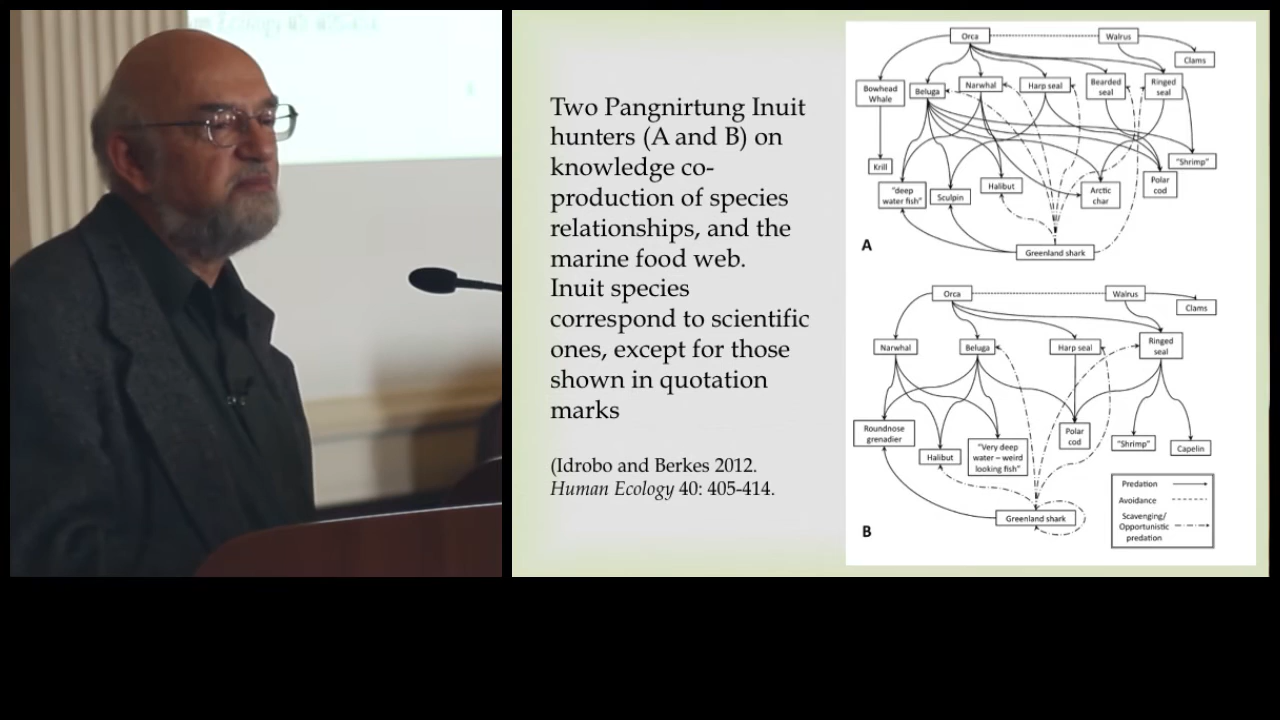 Two Pangnirtung Inuit
hunters (A and B) on
knowledge co-
production of species
relationships, and the
marine food web.
Inuit species
correspond to scientific
ones, except for those
shown in quotation
marks
(Idrobo and Berkes 2012.
Human Ecology 40: 405-414.
Orca
Walrus
Clams
Bowhead
Whale
Beluga
Narwhal
Harp seal
Bearded
seal
Ringed
seal
Krill
"deep
water fish"
Sculpin
Halibut
Arctic
char
Polar
cod
"Shrimp"
Greenland shark
A
Orca
Walrus
Clams
Narwhal
Beluga
Harp seal
Ringed
seal
Roundnose
grenadier
Halibut
"Very deep
water – weird
looking fish"
Polar
cod
"Shrimp"
Capelin
Greenland shark
B
Predation
Avoidance
Scavenging/
Opportunistic
predation